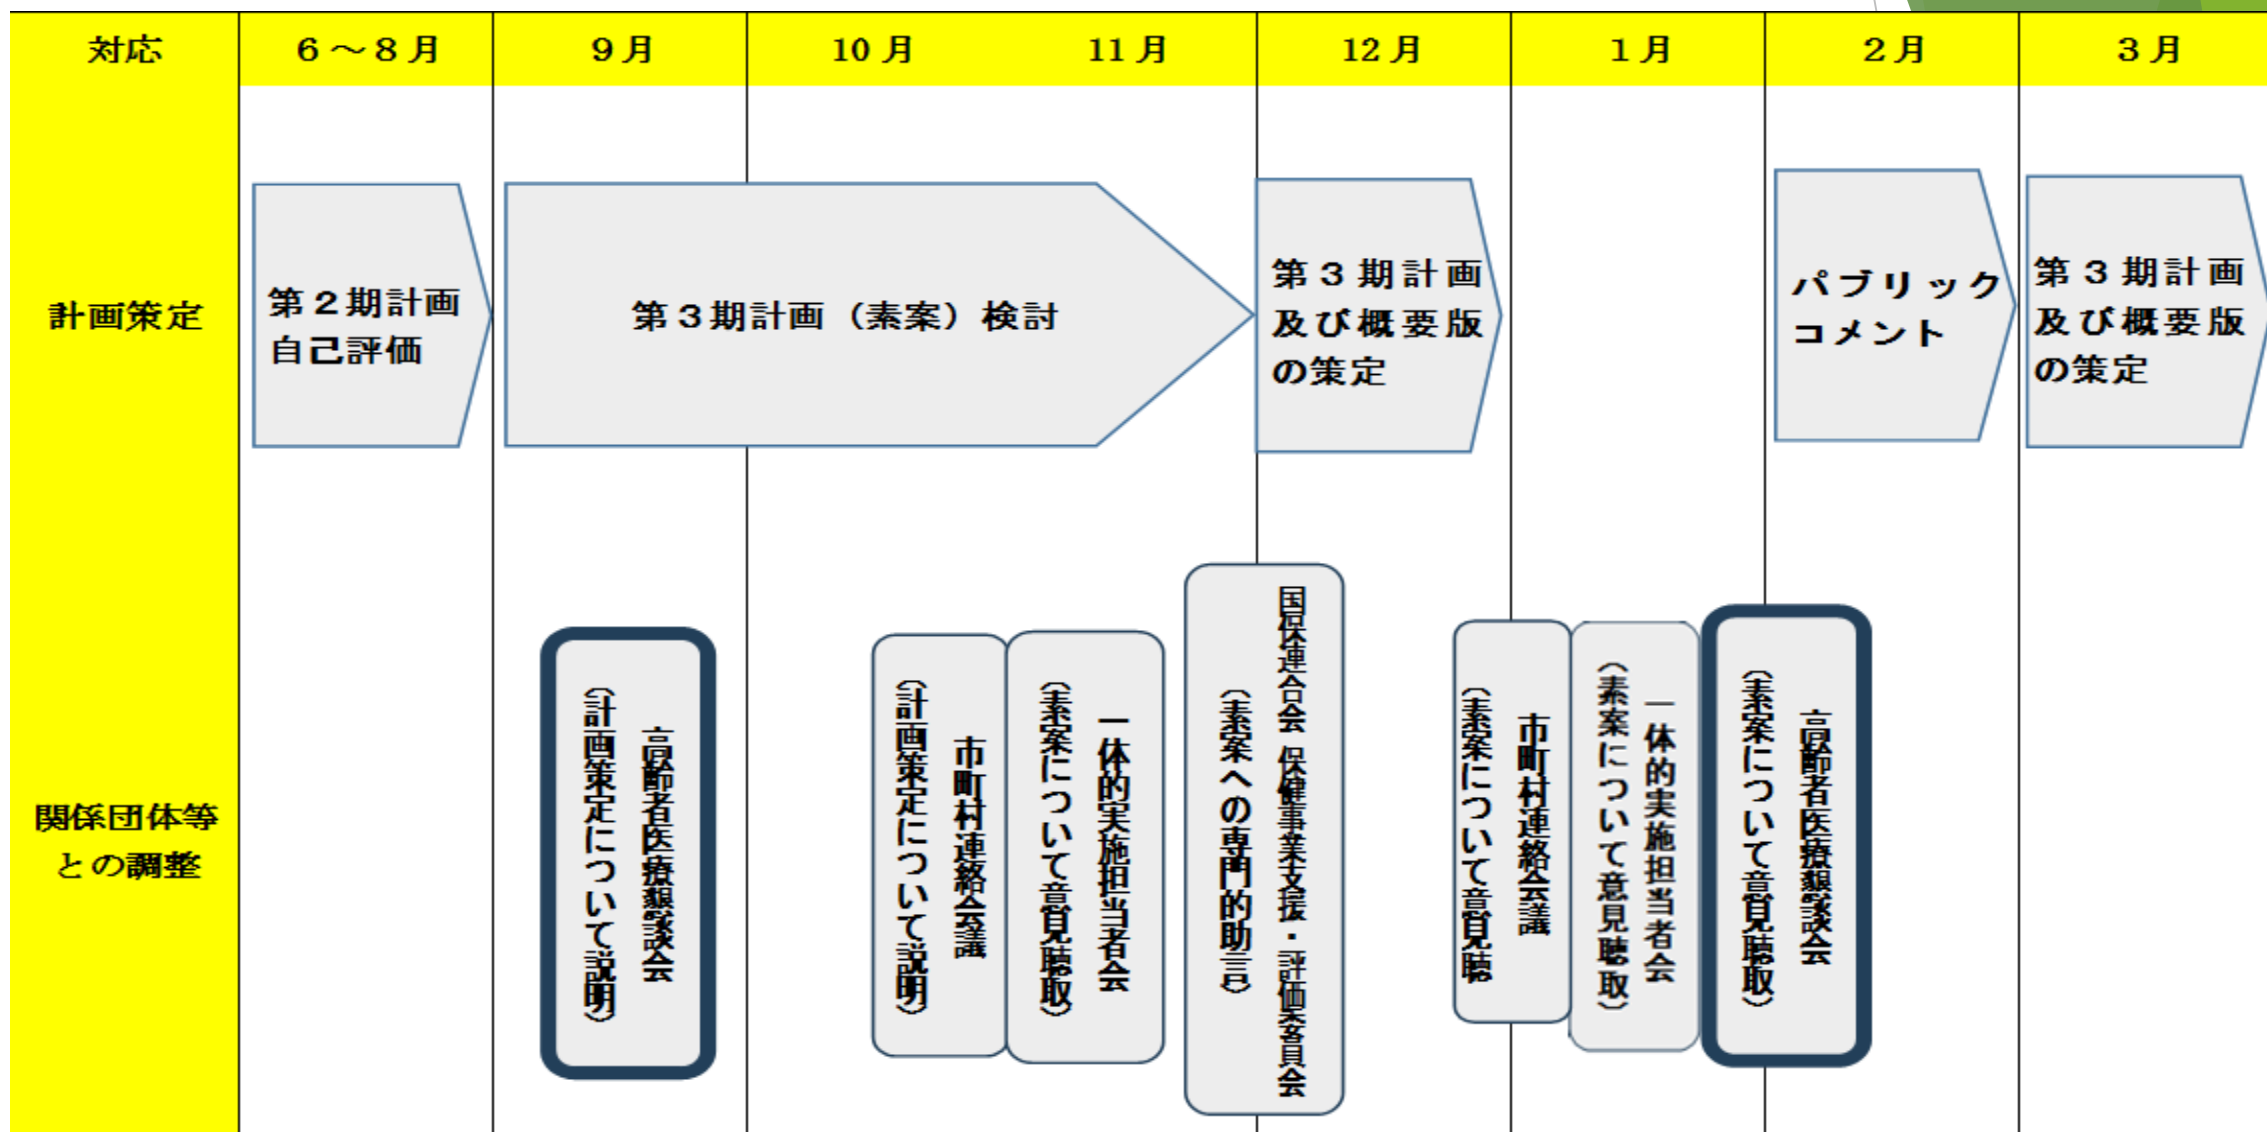 対応
6～8月
9月
10月
11月
12月
1月
2月
3月
計画策定
第2期計画
自己評価
第3期計画（素案）検討
第3期計画
及び概要版
の策定
パブリック
コメント
第3期計画
及び概要版
の策定
関係団体等
との調整
高齢者医療懇談会
（計画策定について説明）
市町村連絡会議
（計画策定について説明）
一体的実施担当者会
（素案について意見聴取）
国保連合会 保健事業支援・評価委員会
（素案への専門的助言）
市町村連絡会議
（素案について意見聴
一体的実施担当者会
（素案について意見聴取）
高齢者医療懇談会
（素案について意見聴取）